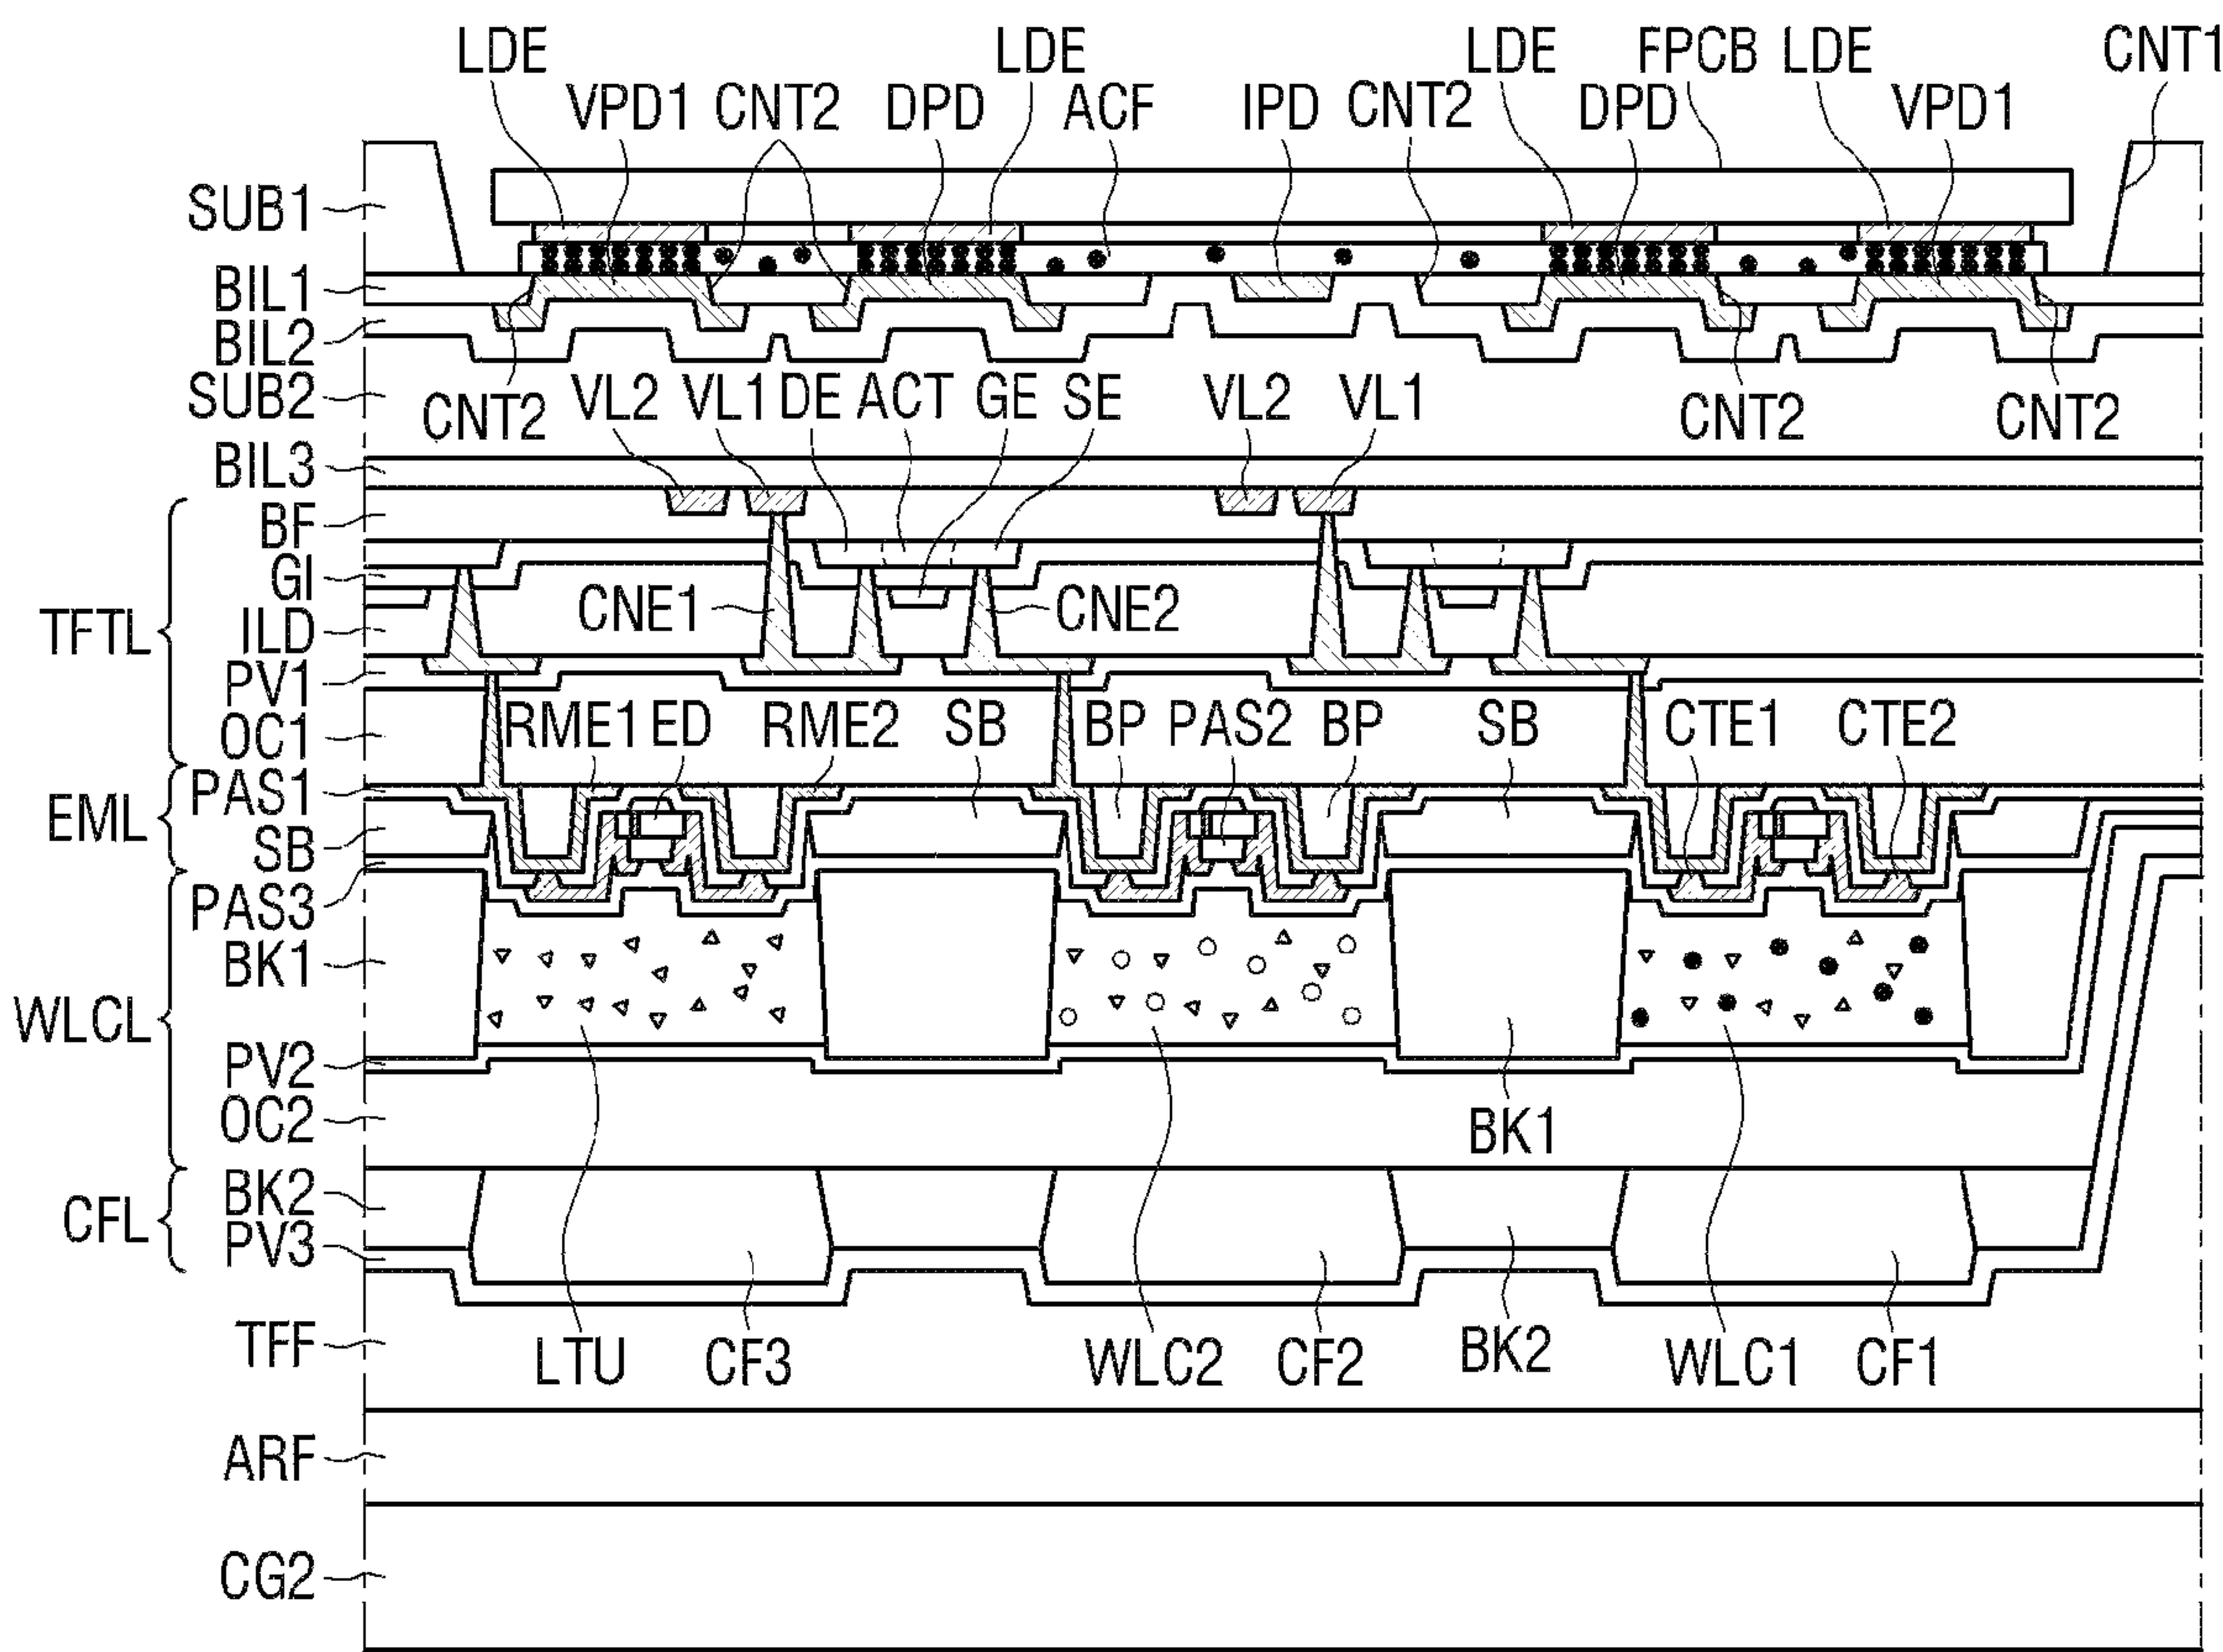 LDE LDE LDE FPCB LDE CNT1
VPD1 CNT2 DPD ACF IPD CNT2 DPD VPD1
SUB1
BIL1
BIL2
SUB2
CNT2 VL2 VL1 DE ACT GE SE VL2 VL1 CNT2 CNT2
BIL3
BF
GI
TFTL
ILD CNE1 CNE2
PV1
OC1 RME1 ED RME2 SB BP PAS2 BP SB CTE1 CTE2
PAS1
EML
SB
PAS3
BK1
WLCL
PV2
OC2 BK1
BK2
CFL
PV3
TFF
LTU CF3 WLC2 CF2 BK2 WLC1 CF1
ARF
CG2